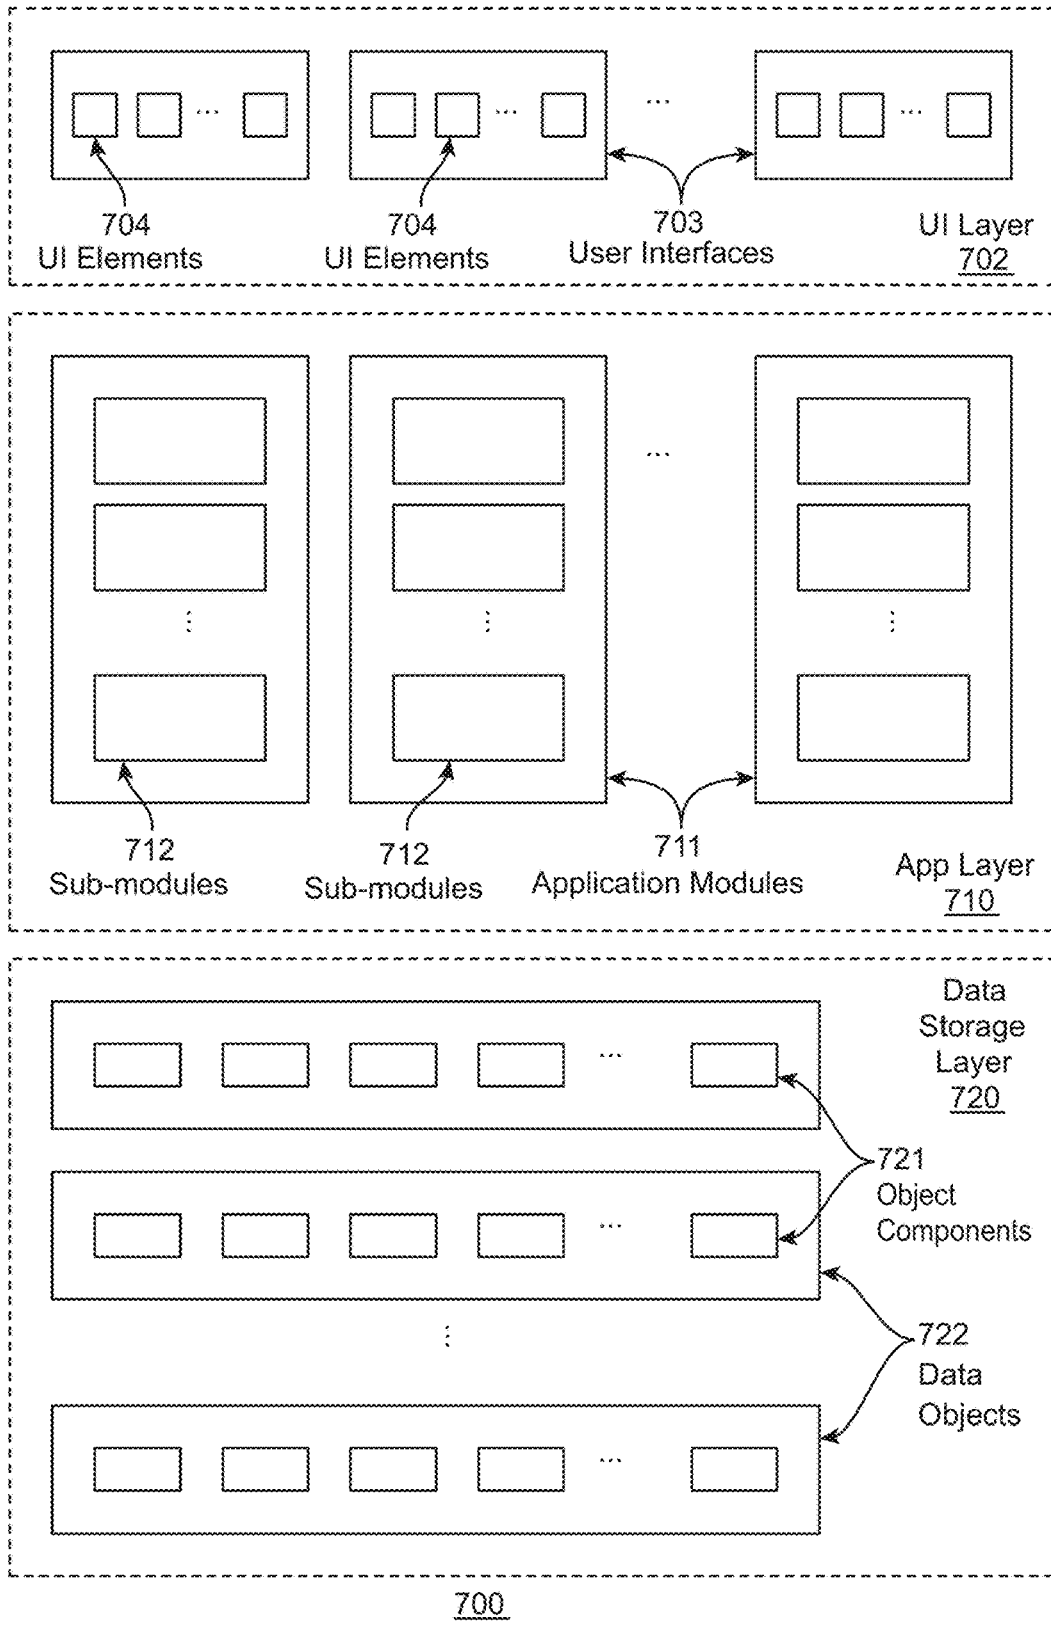 ...
...
...
...
704
UI Elements
704
UI Elements
703
User Interfaces
UI Layer
702
...
...
...
...
712
Sub-modules
712
Sub-modules
711
Application Modules
App Layer
710
Data
Storage
Layer
720
...
721
Object
Components
...
...
722
Data
Objects
...
700